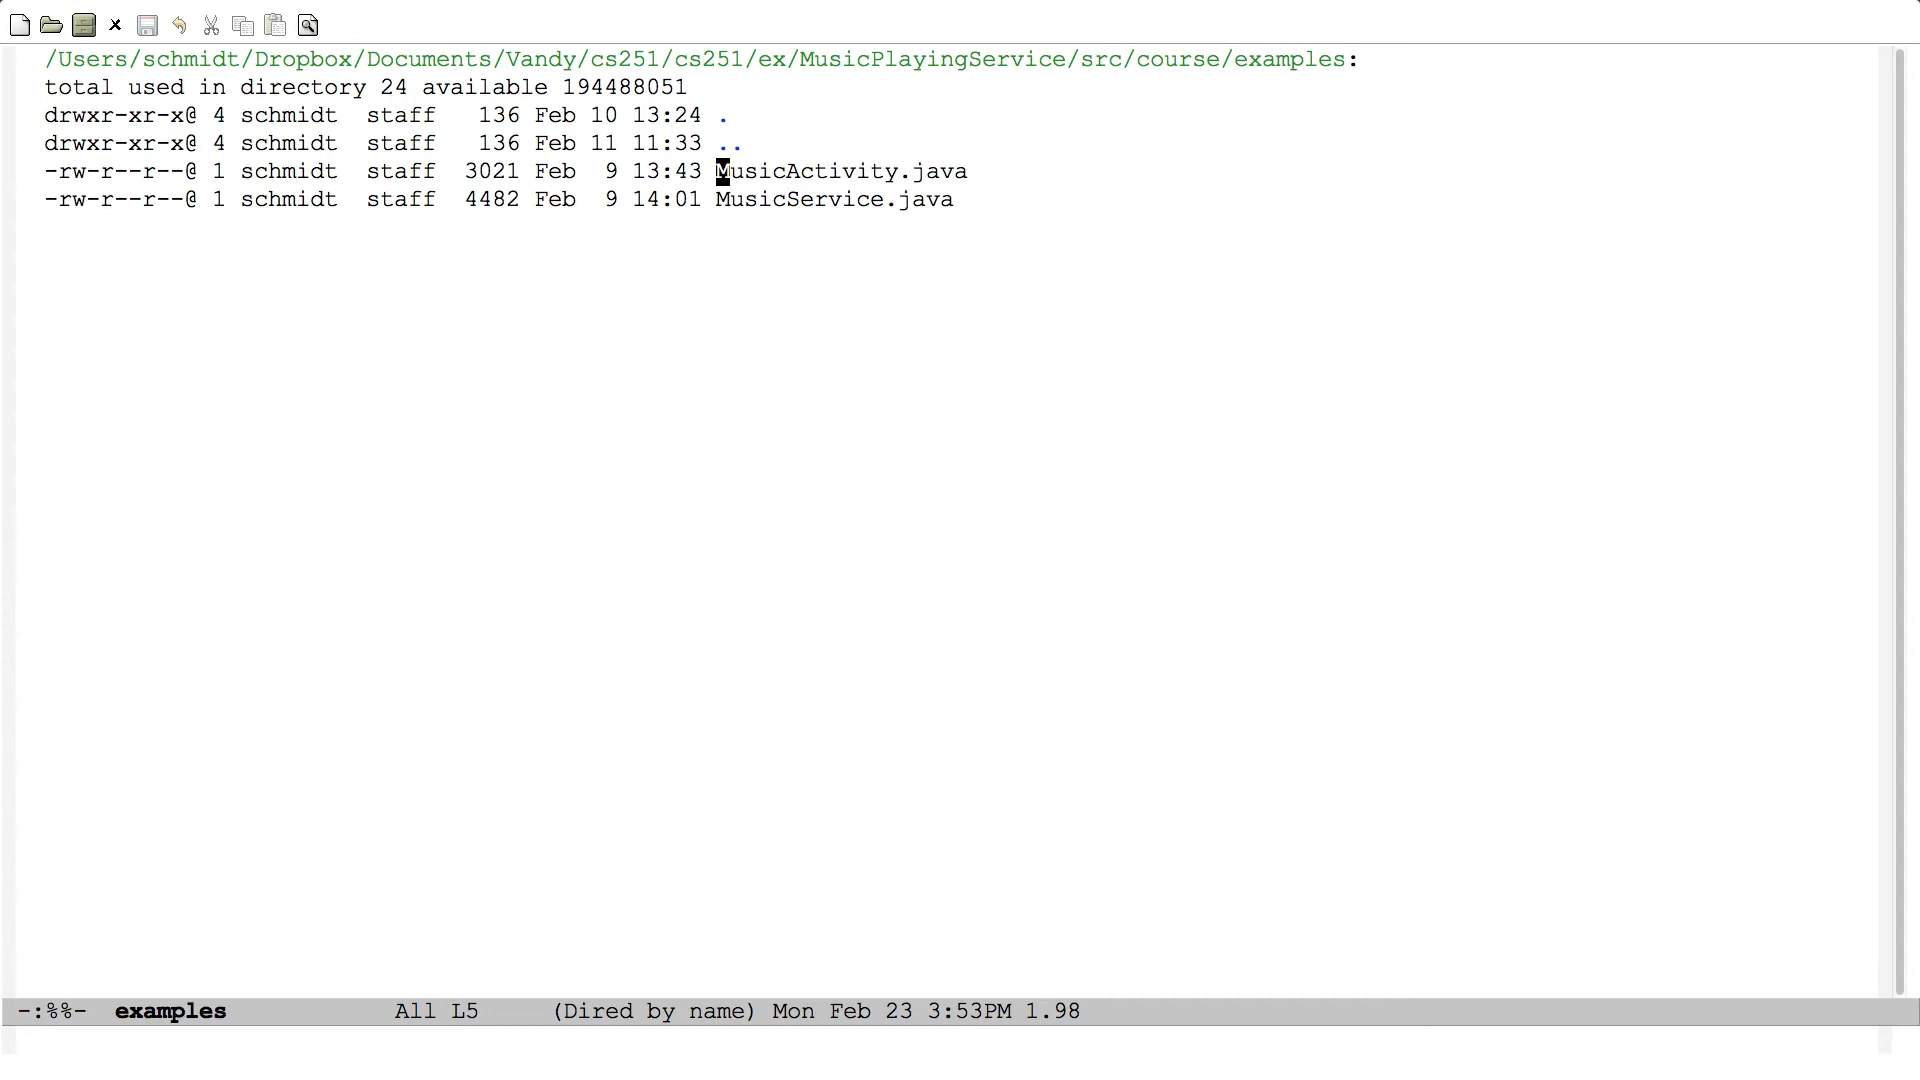 /Users/schmidt/Dropbox/Documents/Vandy/cs251/cs251/ex/MusicPlayingService/src/course/examples:
total used in directory 24 available 194488051
drwxr-xr-x@ 4 schmidt  staff   136 Feb 10 13:24 .
drwxr-xr-x@ 4 schmidt  staff   136 Feb 11 11:33 ..
-rw-r--r--@ 1 schmidt  staff  3021 Feb  9 13:43 MusicActivity.java
-rw-r--r--@ 1 schmidt  staff  4482 Feb  9 14:01 MusicService.java
-:%%-  examples            All L5     (Dired by name) Mon Feb 23 3:53PM 1.98